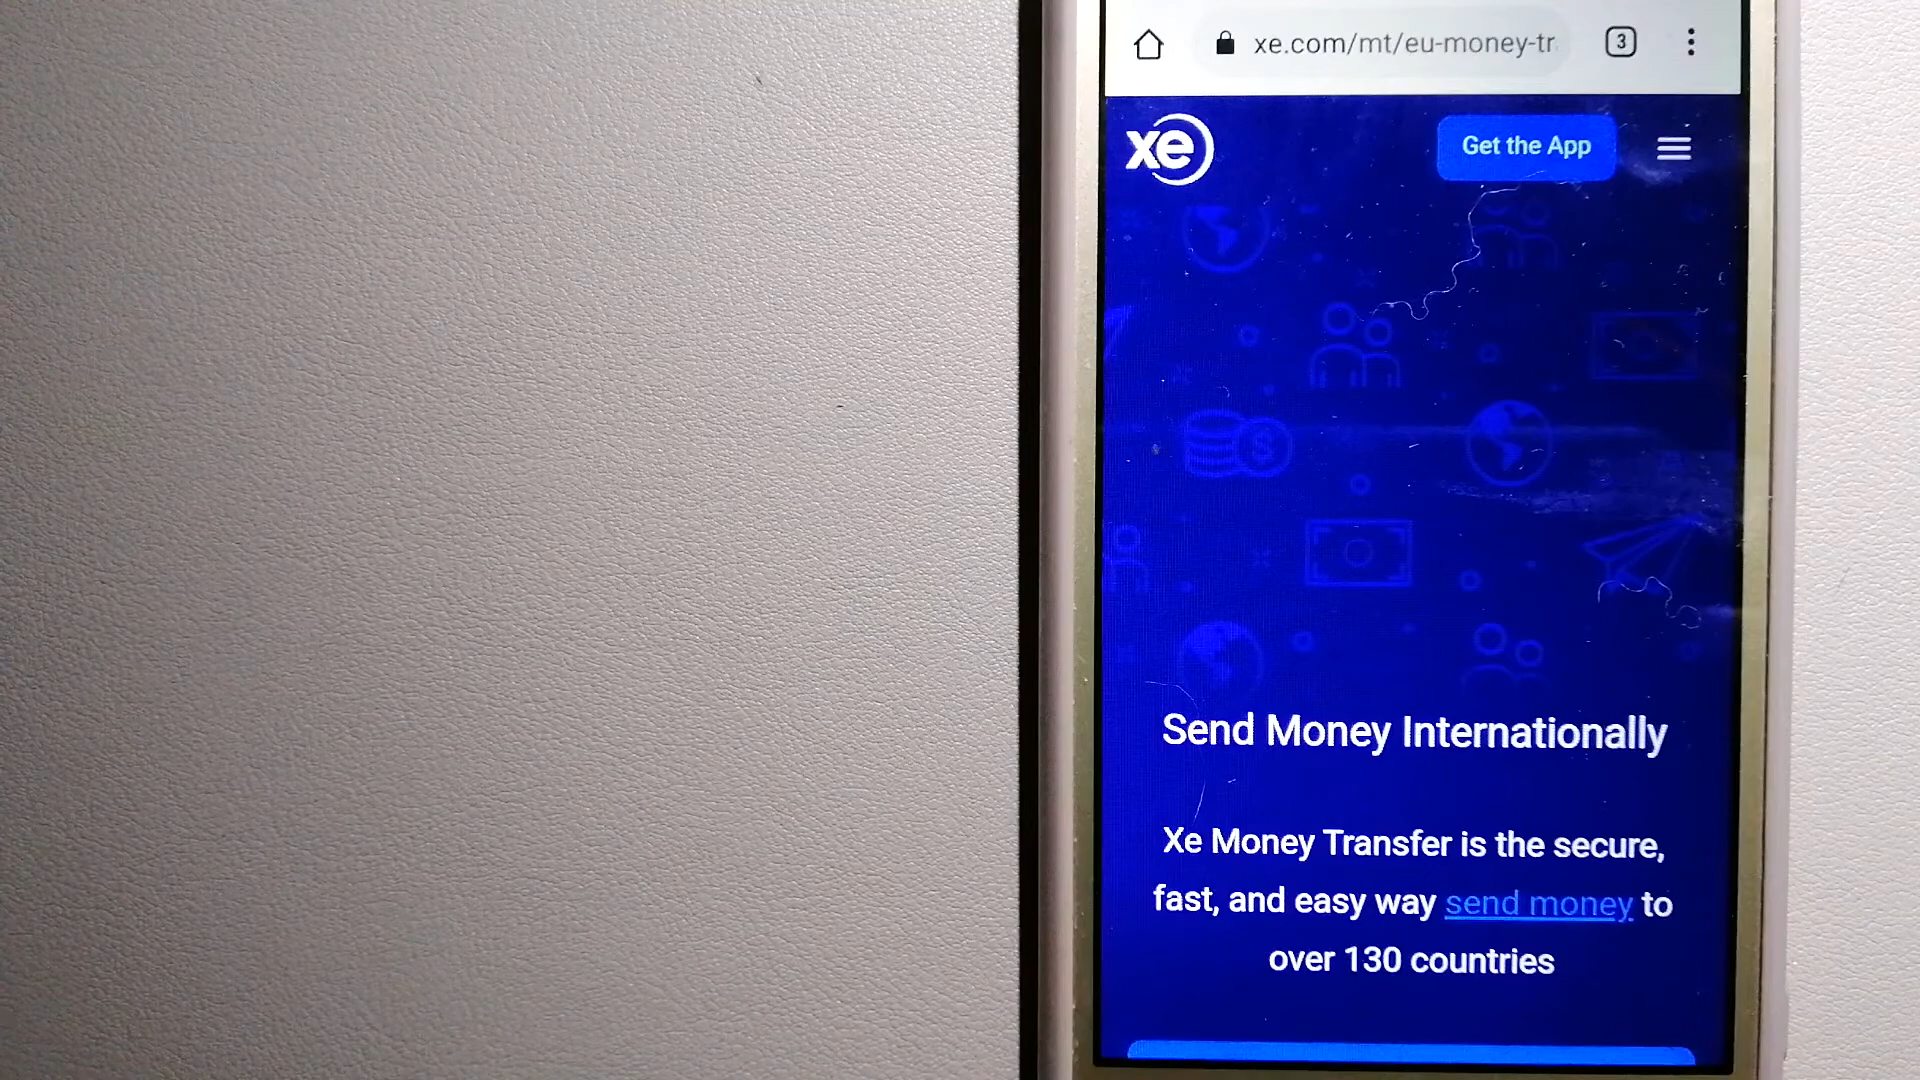 xe.com/mt/eu-money-tr
3
xe
Get the App
Send Money Internationally
Xe Money Transfer is the secure,
fast, and easy way send money to
over 130 countries